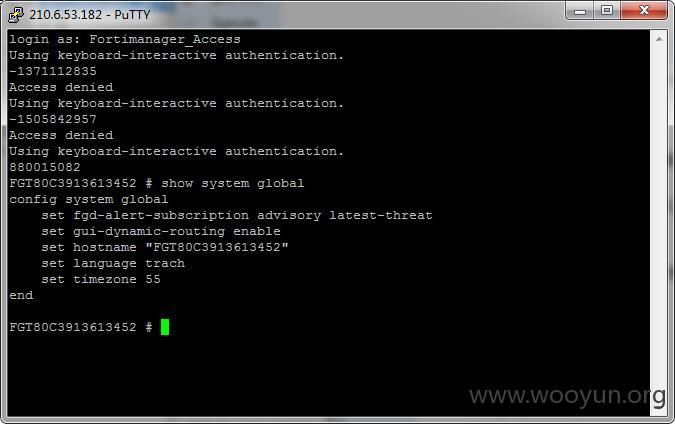 210.6.53.182 - PuTTY
login as: Fortimanager_Access
Using keyboard-interactive authentication.
-1371112835
Access denied
Using keyboard-interactive authentication.
-1505842957
Access denied
Using keyboard-interactive authentication.
880015082
FGT80C3913613452 # show system global
config system global
    set fgd-alert-subscription advisory latest-threat
    set gui-dynamic-routing enable
    set hostname "FGT80C3913613452"
    set language trach
    set timezone 55
end
FGT80C3913613452 #
www.wooyun.org